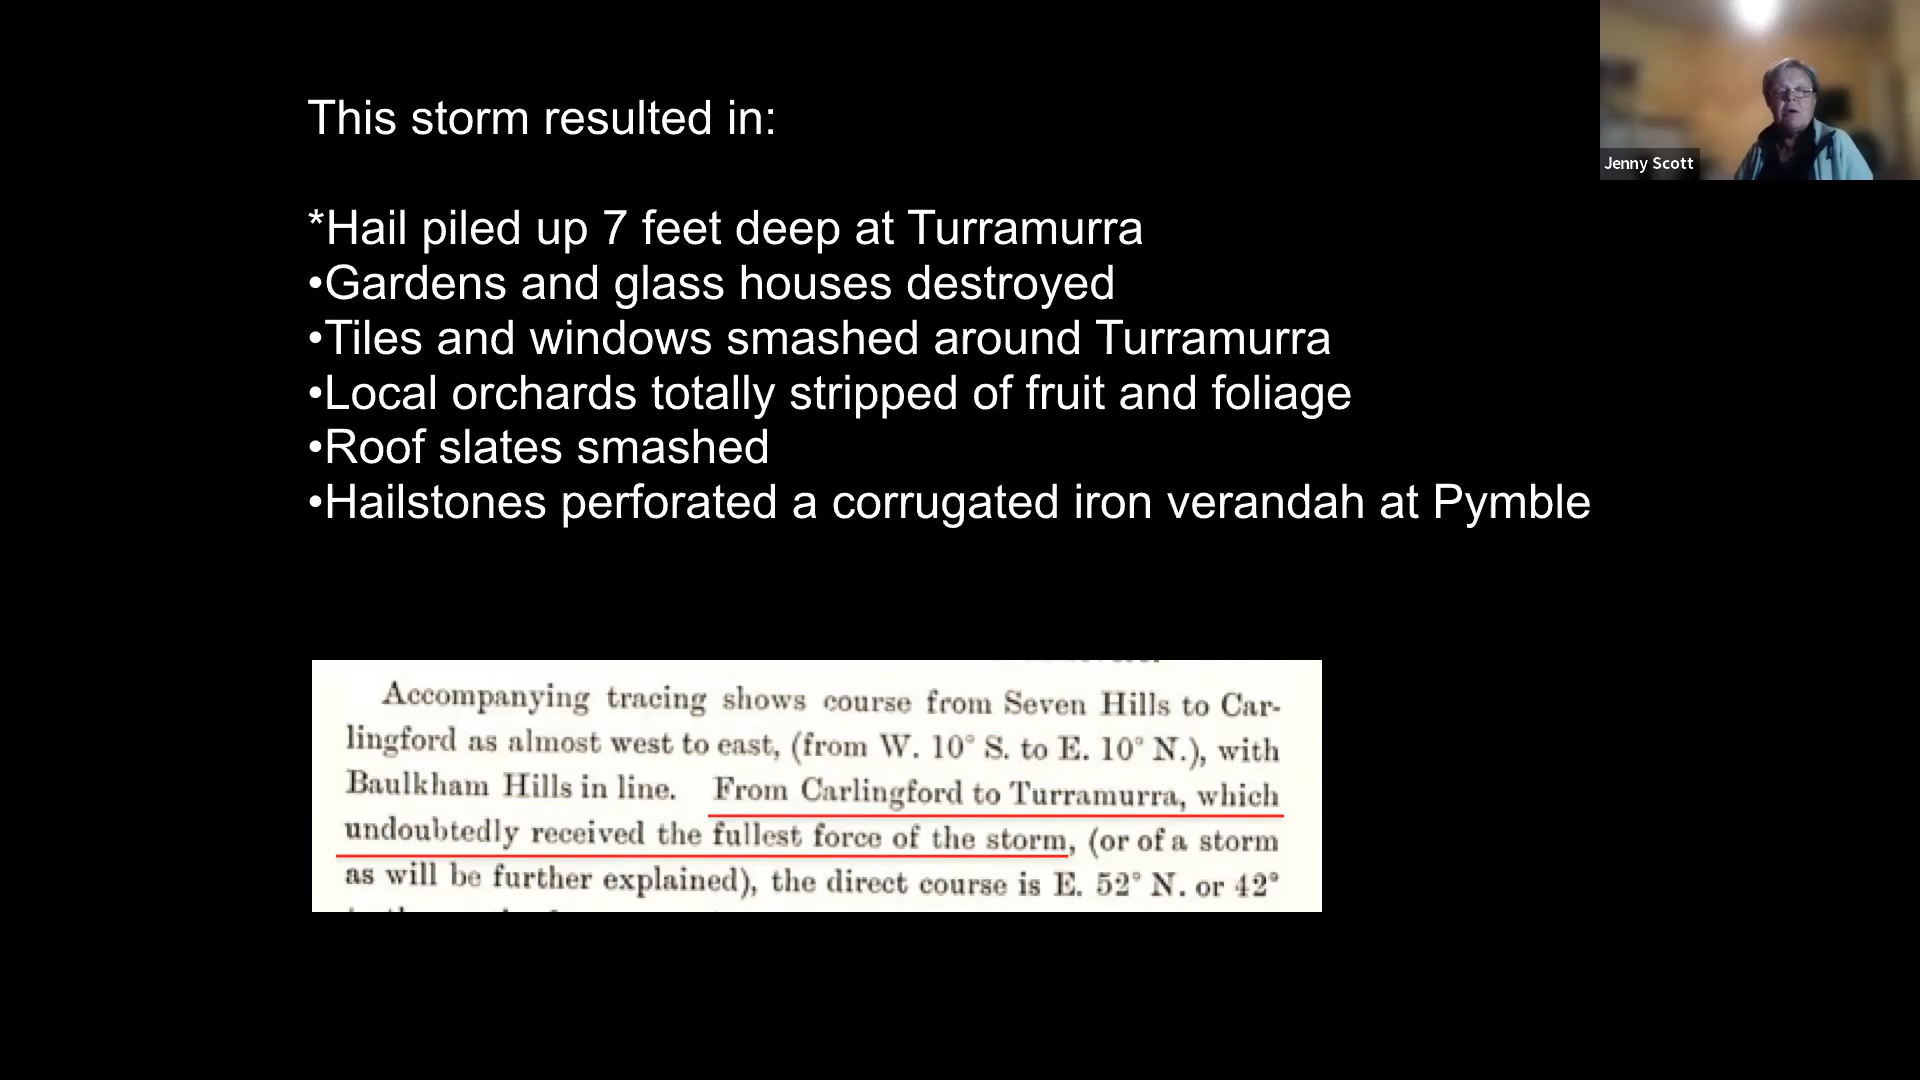 This storm resulted in:
*Hail piled up 7 feet deep at Turramurra
•Gardens and glass houses destroyed
•Tiles and windows smashed around Turramurra
•Local orchards totally stripped of fruit and foliage
•Roof slates smashed
•Hailstones perforated a corrugated iron verandah at Pymble
Jenny Scott
Accompanying tracing shows course from Seven Hills to Car-
lingford as almost west to east, (from W. 10° S. to E. 10° N.), with
Baulkham Hills in line. From Carlingford to Turramurra, which
undoubtedly received the fullest force of the storm, (or of a storm
as will be further explained), the direct course is E. 52° N. or 42°